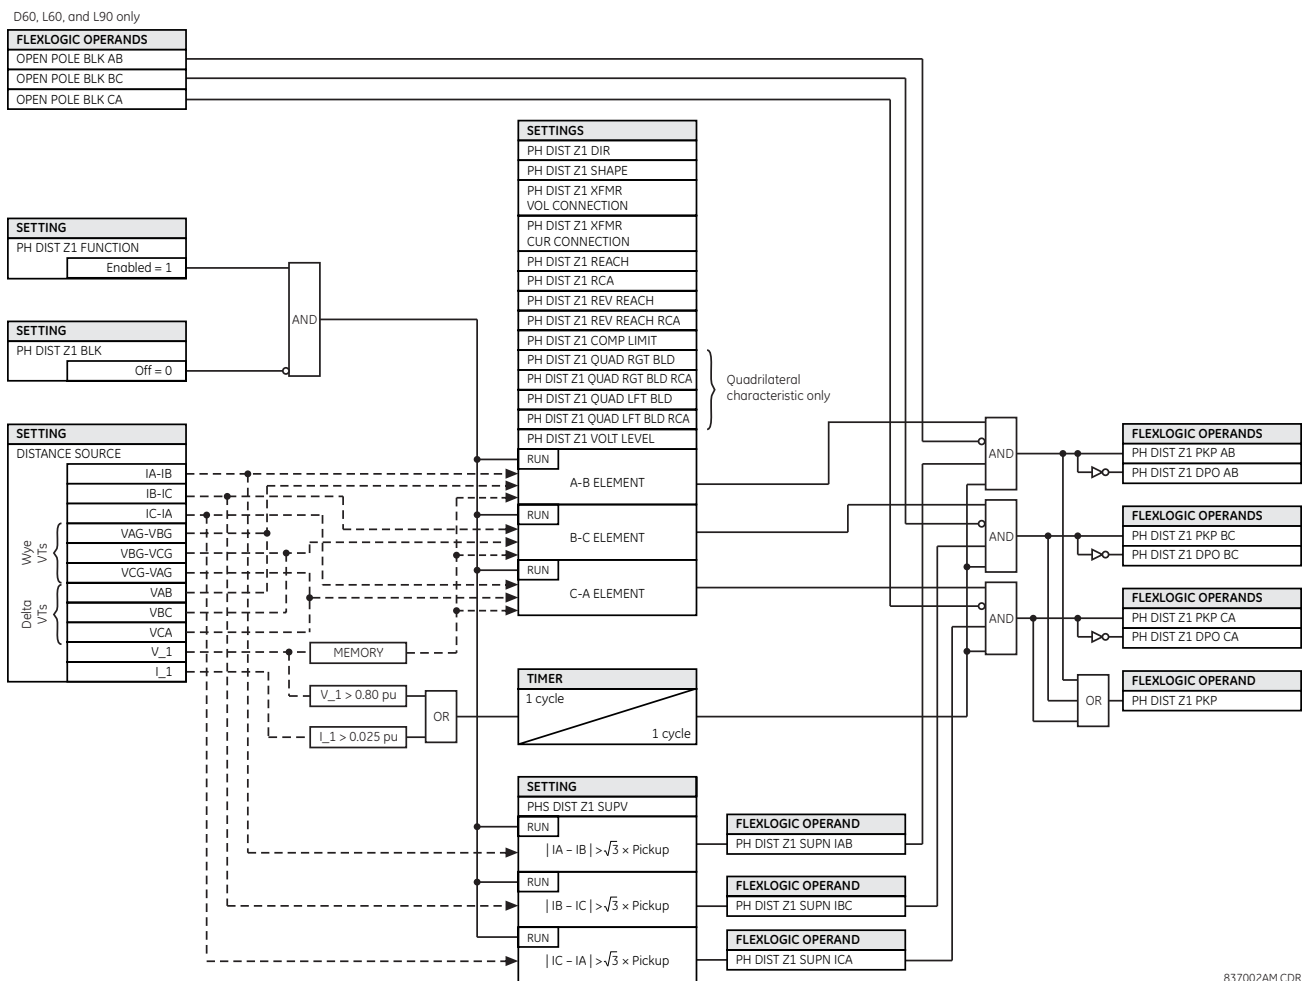 D60, L60, and L90 only
FLEXLOGIC OPERANDS
OPEN POLE BLK AB
OPEN POLE BLK BC
OPEN POLE BLK CA
SETTING
PH DIST Z1 FUNCTION
Enabled = 1
SETTING
PH DIST Z1 BLK
Off = 0
AND
SETTING
DISTANCE SOURCE
IA-IB
IB-IC
IC-IA
Wye VTs
VAG-VBG
VBG-VCG
VCG-VAG
Delta VTs
VAB
VBC
VCA
V_1
I_1
MEMORY
V_1 > 0.80 pu
I_1 > 0.025 pu
OR
SETTINGS
PH DIST Z1 DIR
PH DIST Z1 SHAPE
PH DIST Z1 XFMR
VOL CONNECTION
PH DIST Z1 XFMR
CUR CONNECTION
PH DIST Z1 REACH
PH DIST Z1 RCA
PH DIST Z1 REV REACH
PH DIST Z1 REV REACH RCA
PH DIST Z1 COMP LIMIT
PH DIST Z1 QUAD RGT BLD
PH DIST Z1 QUAD RGT BLD RCA
PH DIST Z1 QUAD LFT BLD
PH DIST Z1 QUAD LFT BLD RCA
Quadrilateral
characteristic only
PH DIST Z1 VOLT LEVEL
RUN
A-B ELEMENT
RUN
B-C ELEMENT
RUN
C-A ELEMENT
TIMER
1 cycle
1 cycle
SETTING
PHS DIST Z1 SUPV
RUN
| IA – IB | > √3 × Pickup
RUN
| IB – IC | > √3 × Pickup
RUN
| IC – IA | > √3 × Pickup
FLEXLOGIC OPERAND
PH DIST Z1 SUPN IAB
FLEXLOGIC OPERAND
PH DIST Z1 SUPN IBC
FLEXLOGIC OPERAND
PH DIST Z1 SUPN ICA
AND
AND
AND
OR
FLEXLOGIC OPERANDS
PH DIST Z1 PKP AB
PH DIST Z1 DPO AB
FLEXLOGIC OPERANDS
PH DIST Z1 PKP BC
PH DIST Z1 DPO BC
FLEXLOGIC OPERANDS
PH DIST Z1 PKP CA
PH DIST Z1 DPO CA
FLEXLOGIC OPERAND
PH DIST Z1 PKP
837002AM.CDR